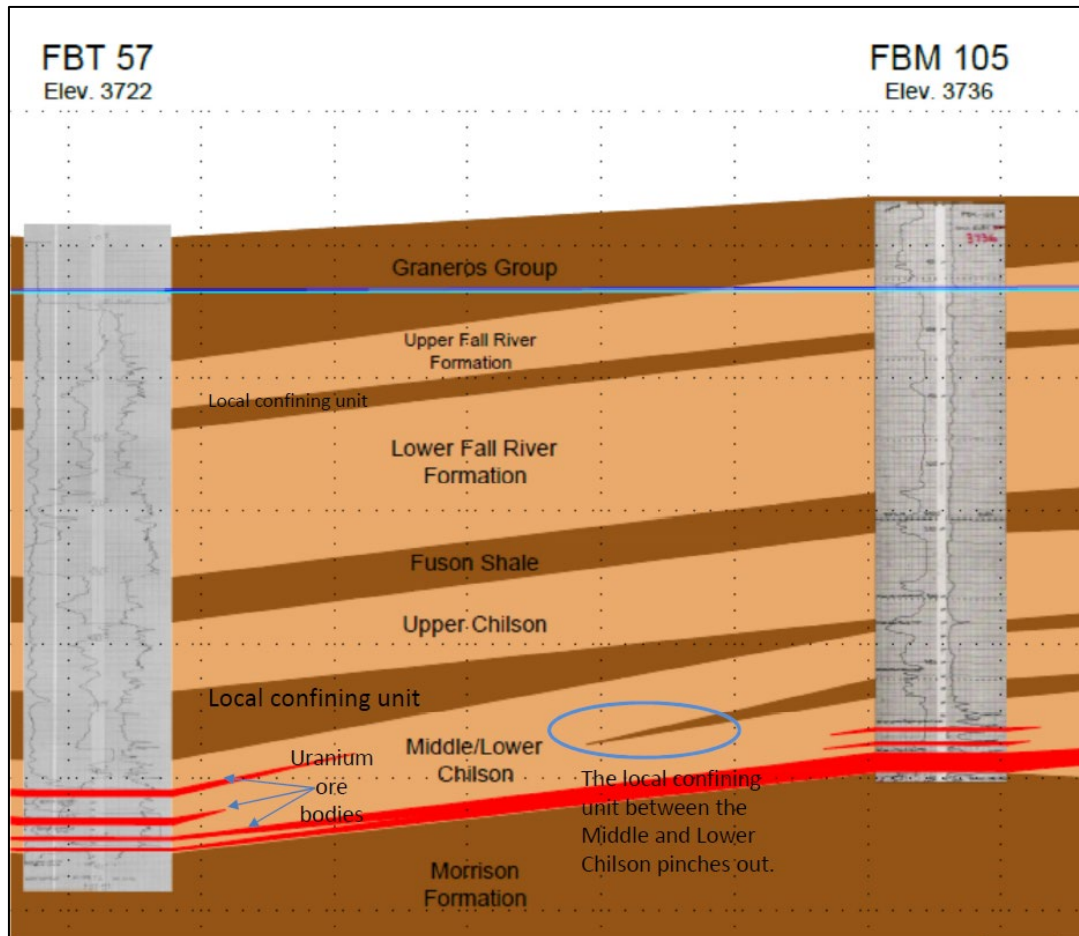 FBT 57
Elev. 3722
FBM 105
Elev. 3736
3736
Graneros Group
Upper Fall River
Formation
Local confining unit
Lower Fall River
Formation
Fuson Shale
Upper Chilson
Local confining unit
Middle/Lower
Chilson
Uranium
ore
bodies
The local confining
unit between the
Middle and Lower
Chilson pinches out.
Morrison
Formation